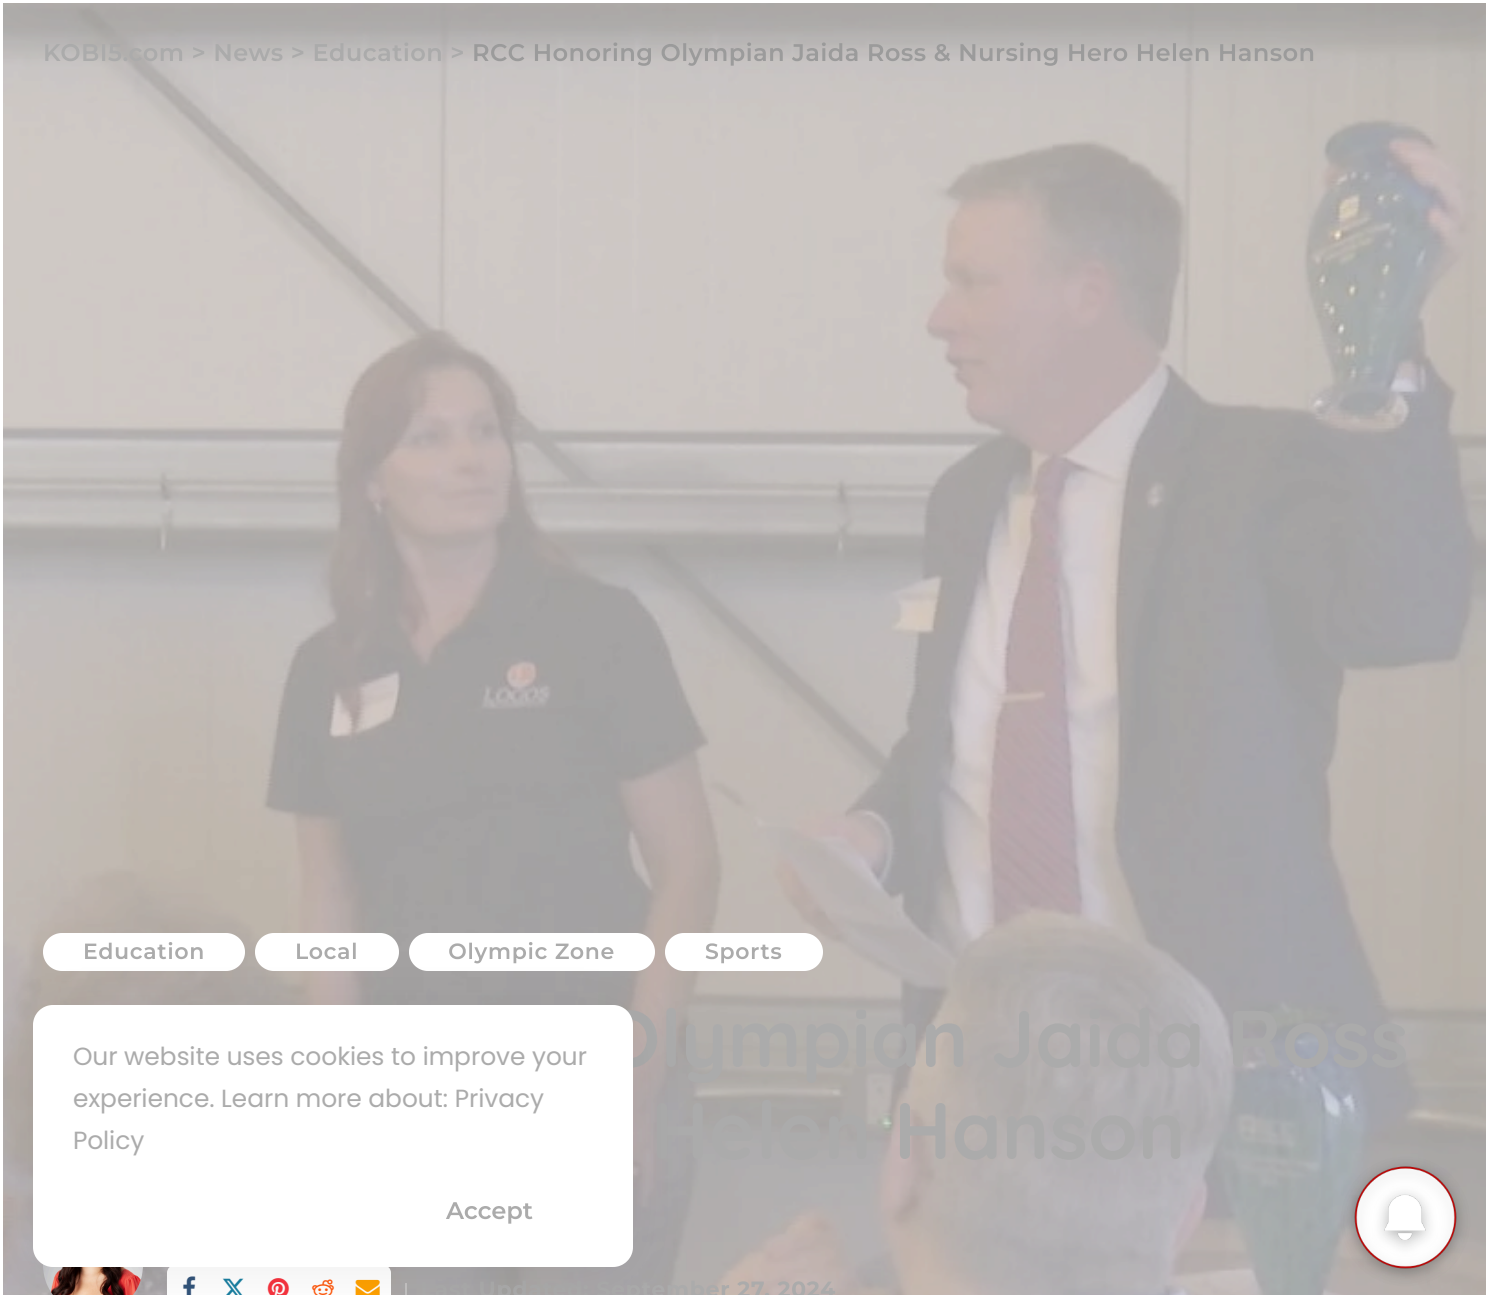 KOBI5.com > News > Education > RCC Honoring Olympian Jaida Ross & Nursing Hero Helen Hanson
LOGOS
Education Local Olympic Zone Sports
Olympian Jaida Ross
Helen Hanson
Our website uses cookies to improve your
experience. Learn more about: Privacy
Policy
Accept
September 27, 2024